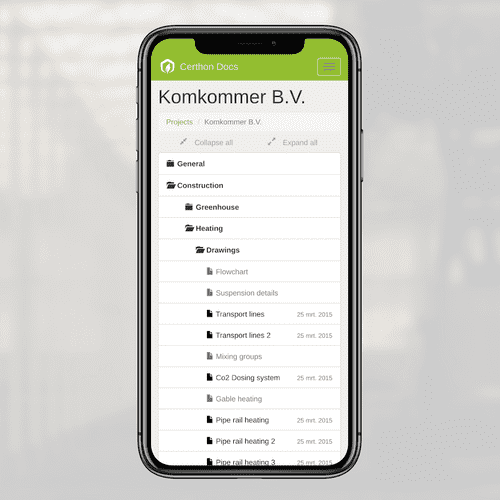 Certhon Docs
Komkommer B.V.
Projects / Komkommer B.V.
Collapse all Expand all
General
Construction
Greenhouse
Heating
Drawings
Flowchart
Suspension details
Transport lines 25 mrt. 2015
Transport lines 2 25 mrt. 2015
Mixing groups
Co2 Dosing system 25 mrt. 2015
Gable heating
Pipe rail heating 25 mrt. 2015
Pipe rail heating 2 25 mrt. 2015
Pipe rail heating 3 25 mrt. 2015